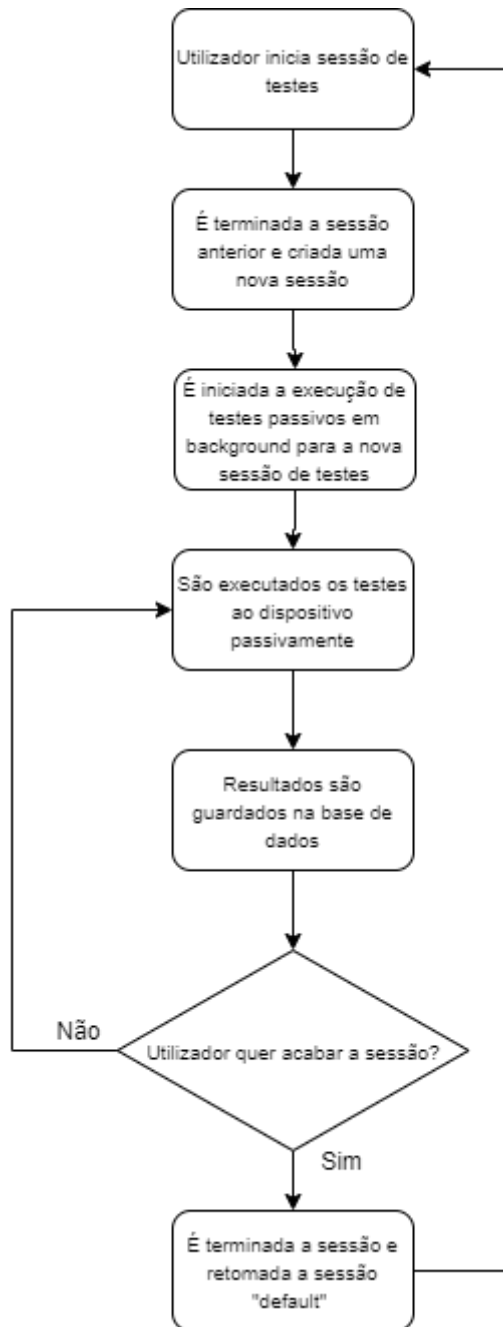 Utilizador inicia sessão de
testes
É terminada a sessão
anterior e criada uma
nova sessão
É iniciada a execução de
testes passivos em
background para a nova
sessão de testes
São executados os testes
ao dispositivo
passivamente
Resultados são
guardados na base de
dados
Não
Utilizador quer acabar a sessão?
Sim
É terminada a sessão e
retomada a sessão
"default"